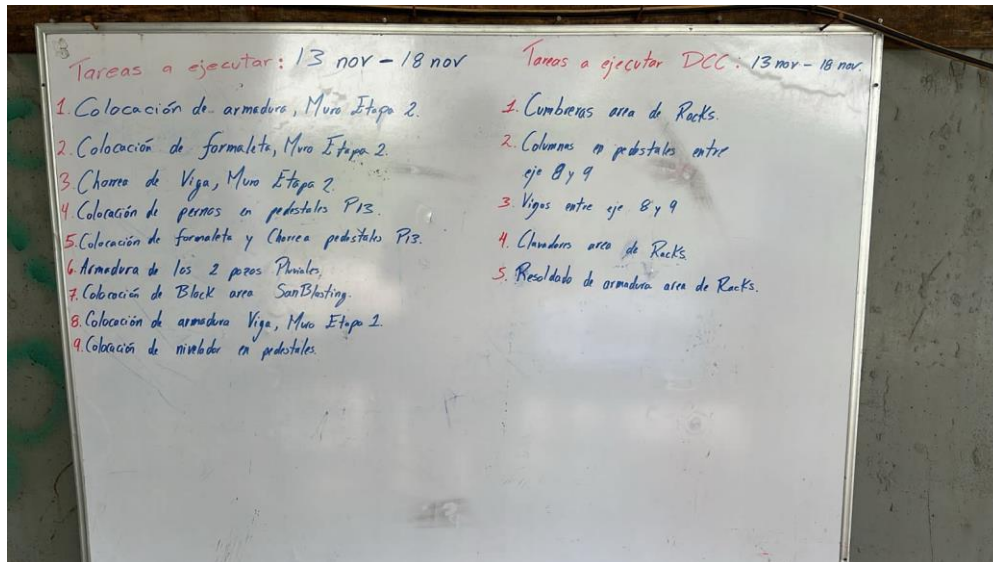 Tareas a ejecutar: 13 nov - 18 nov
1. Colocación de armadura, Muro Etapa 2.
2. Colocación de formaleta, Muro Etapa 2.
3. Chorrea de Viga, Muro Etapa 2.
4. Coloración de pernos en pedestales P13.
5. Colocación de formaleta y Chorrea pedestales P13.
6. Armadura de los 2 pozos Pluviales,
7. Colocación de Block area SanBlasting.
8. Colocación de armadura Viga, Muro Etapa 1.
9. Colocación de nivelador en pedestales.
Tareas a ejecutar DCC: 13 nov - 18 nov.
1. Cumbreras area de Racks.
2. Columnas en pedestales entre
eje 8 y 9
3. Vigas entre eje 8 y 9
4. Clavadores area de Racks
5. Resoldado de armadura area de Racks.